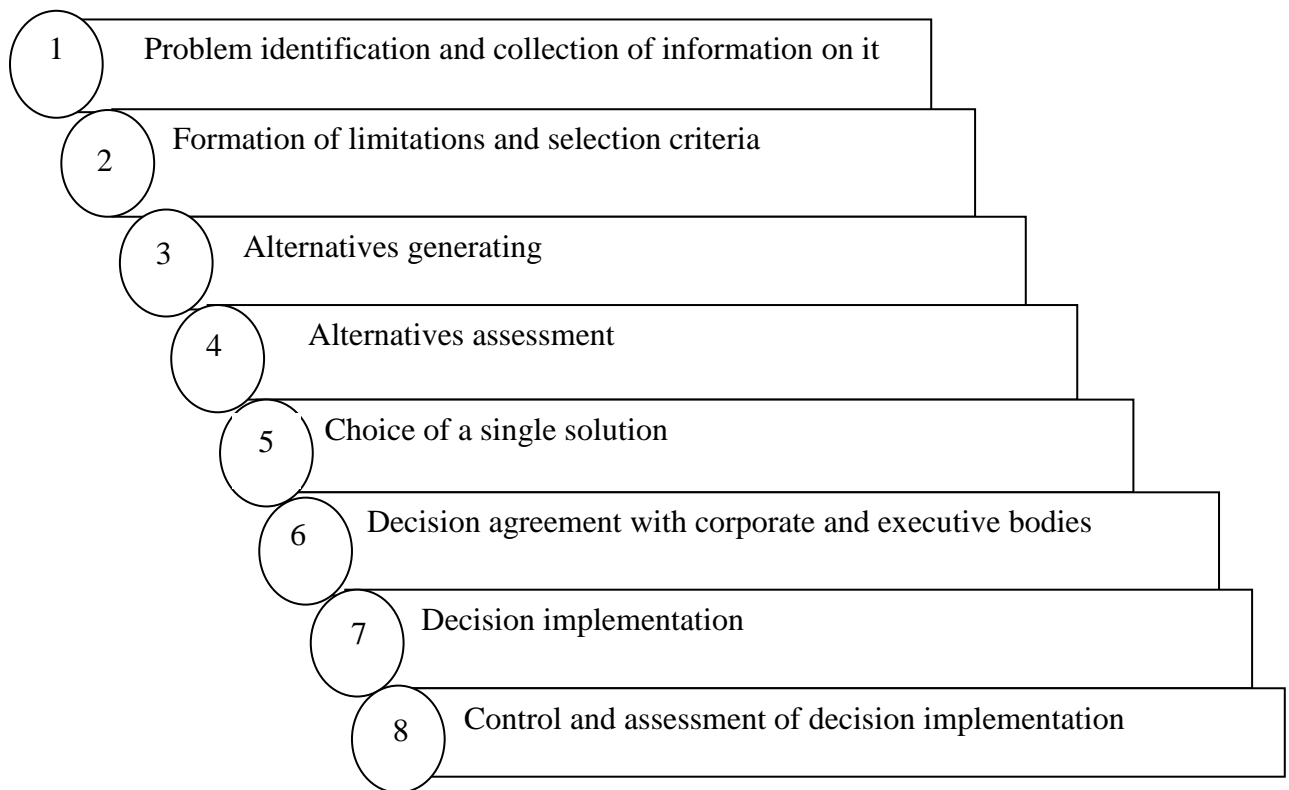 1 Problem identification and collection of information on it
2 Formation of limitations and selection criteria
3 Alternatives generating
4 Alternatives assessment
5 Choice of a single solution
6 Decision agreement with corporate and executive bodies
7 Decision implementation
8 Control and assessment of decision implementation